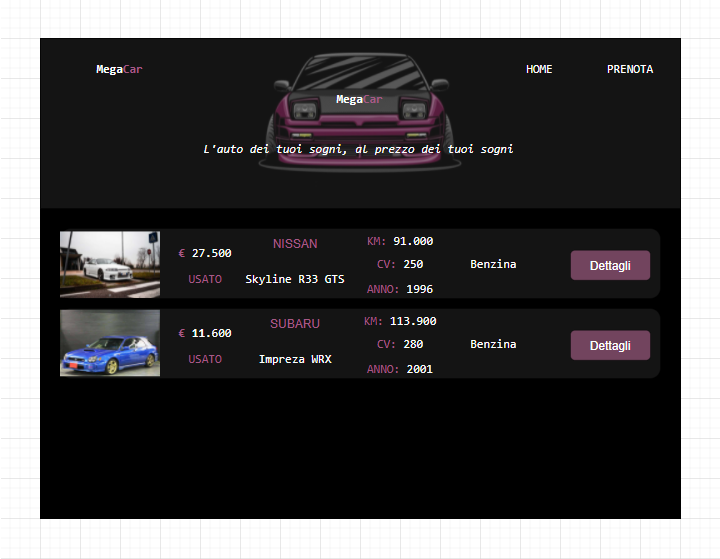 MegaCar
HOME
PRENOTA
MegaCar
L'auto dei tuoi sogni, al prezzo dei tuoi sogni
€ 27.500
USATO
NISSAN
Skyline R33 GTS
KM: 91.000
CV: 250
ANNO: 1996
Benzina
Dettagli
€ 11.600
USATO
SUBARU
Impreza WRX
KM: 113.900
CV: 280
ANNO: 2001
Benzina
Dettagli